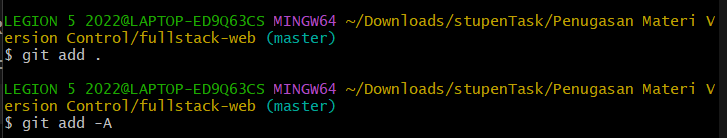 LEGION 5 2022@LAPTOP-ED9Q63CS MINGW64 ~/Downloads/stupenTask/Penugasan Materi V
ersion Control/fullstack-web (master)
$ git add .
LEGION 5 2022@LAPTOP-ED9Q63CS MINGW64 ~/Downloads/stupenTask/Penugasan Materi V
ersion Control/fullstack-web (master)
$ git add -A